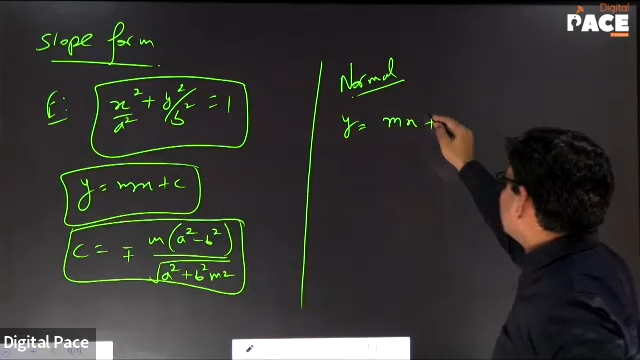 Digital
PACE
Slope form
E: x²/a² + y²/b² = 1
y = mx + c
c = ∓ m(a² - b²)/√(a² + b²m²)
Normal
y = mx +
Digital Pace